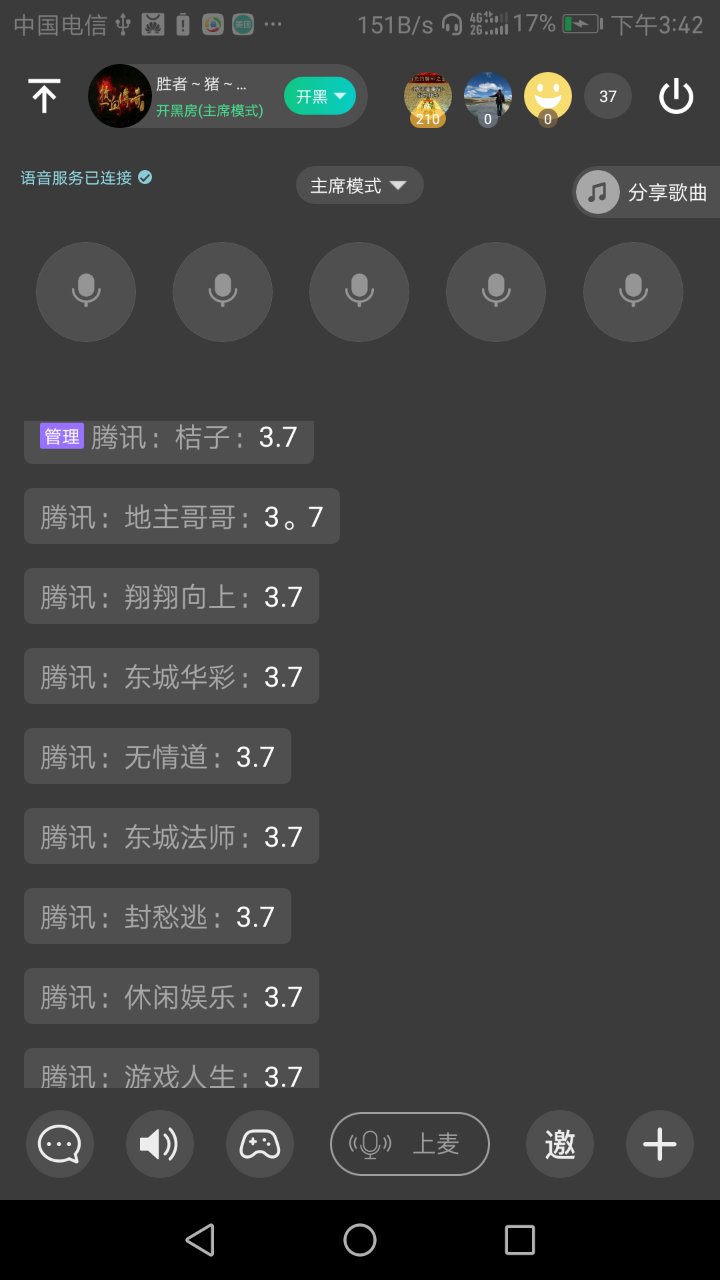 中国电信 151B/s 4G 2G 17% 下午3:42
胜者~猪~...
开黑房(主席模式)
开黑
210
0
0
37
语音服务已连接
主席模式
分享歌曲
管理 腾讯：桔子：3.7
腾讯：地主哥哥：3。7
腾讯：翔翔向上：3.7
腾讯：东城华彩：3.7
腾讯：无情道：3.7
腾讯：东城法师：3.7
腾讯：封愁逃：3.7
腾讯：休闲娱乐：3.7
腾讯：游戏人生：3.7
上麦
邀